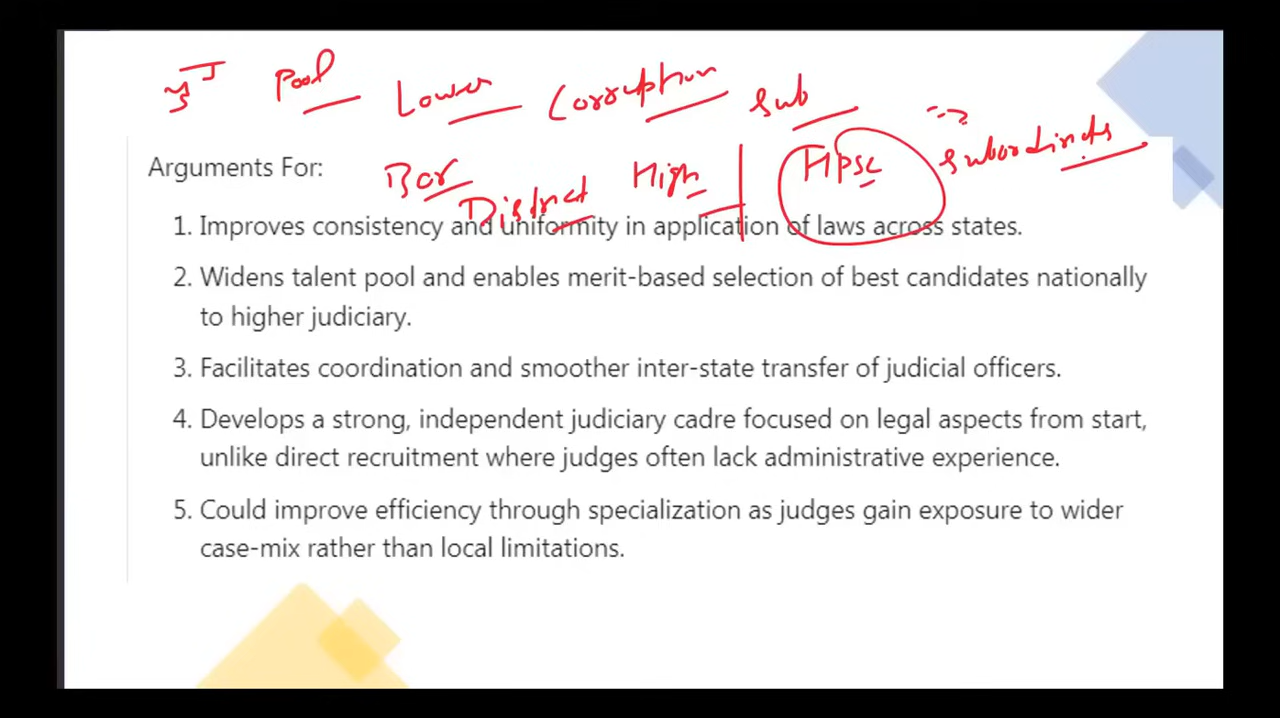 Pool Lower Corruption Sub
Arguments For:
Bar District High HPSC Subordinets
1. Improves consistency and uniformity in application of laws across states.
2. Widens talent pool and enables merit-based selection of best candidates nationally
to higher judiciary.
3. Facilitates coordination and smoother inter-state transfer of judicial officers.
4. Develops a strong, independent judiciary cadre focused on legal aspects from start,
unlike direct recruitment where judges often lack administrative experience.
5. Could improve efficiency through specialization as judges gain exposure to wider
case-mix rather than local limitations.